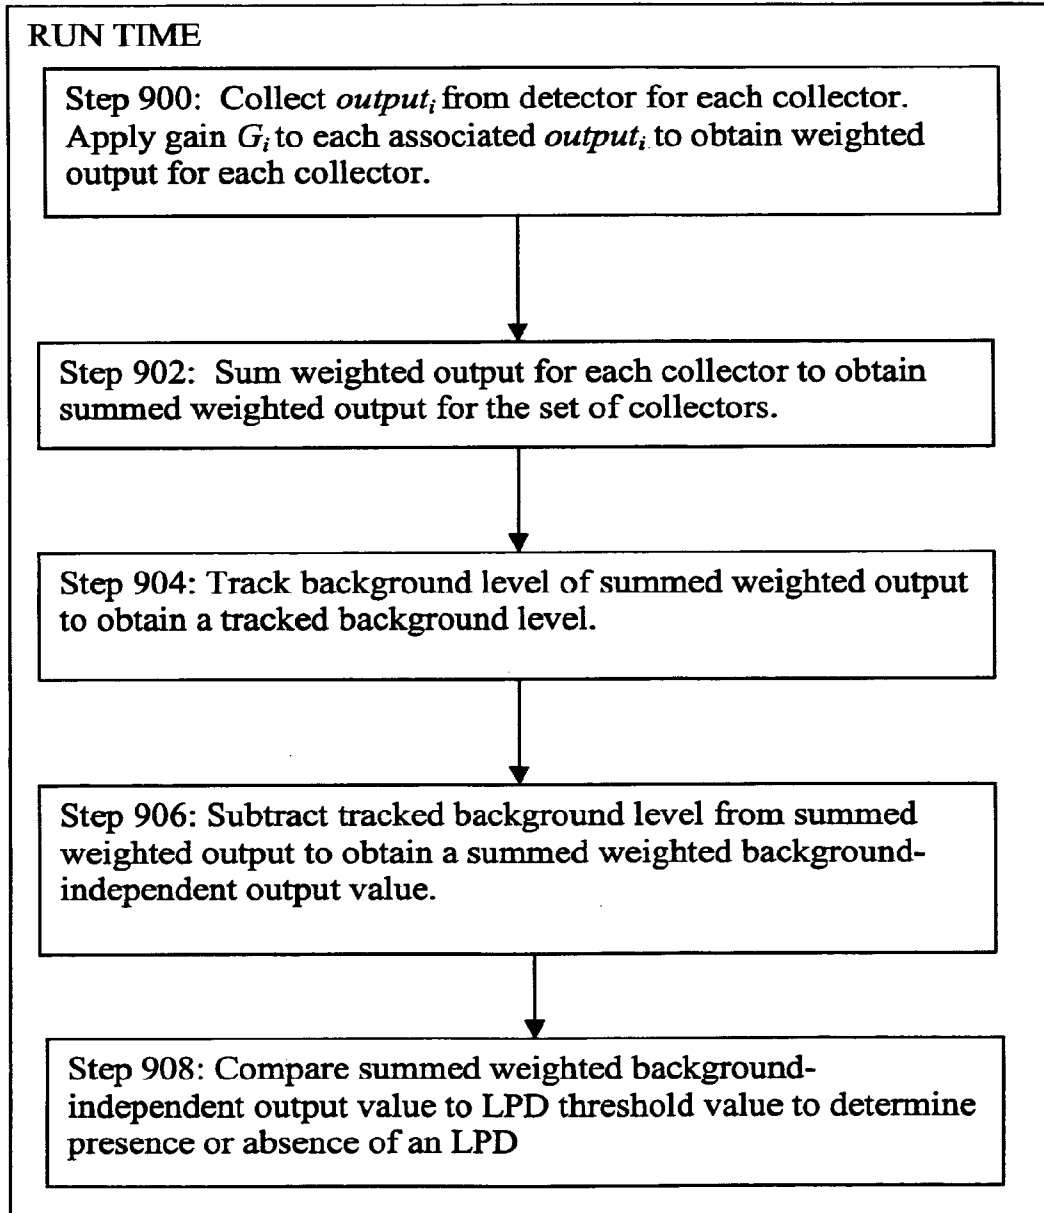 RUN TIME
Step 900: Collect outputᵢ from detector for each collector.
Apply gain Gᵢ to each associated outputᵢ to obtain weighted
output for each collector.
Step 902: Sum weighted output for each collector to obtain
summed weighted output for the set of collectors.
Step 904: Track background level of summed weighted output
to obtain a tracked background level.
Step 906: Subtract tracked background level from summed
weighted output to obtain a summed weighted background-
independent output value.
Step 908: Compare summed weighted background-
independent output value to LPD threshold value to determine
presence or absence of an LPD